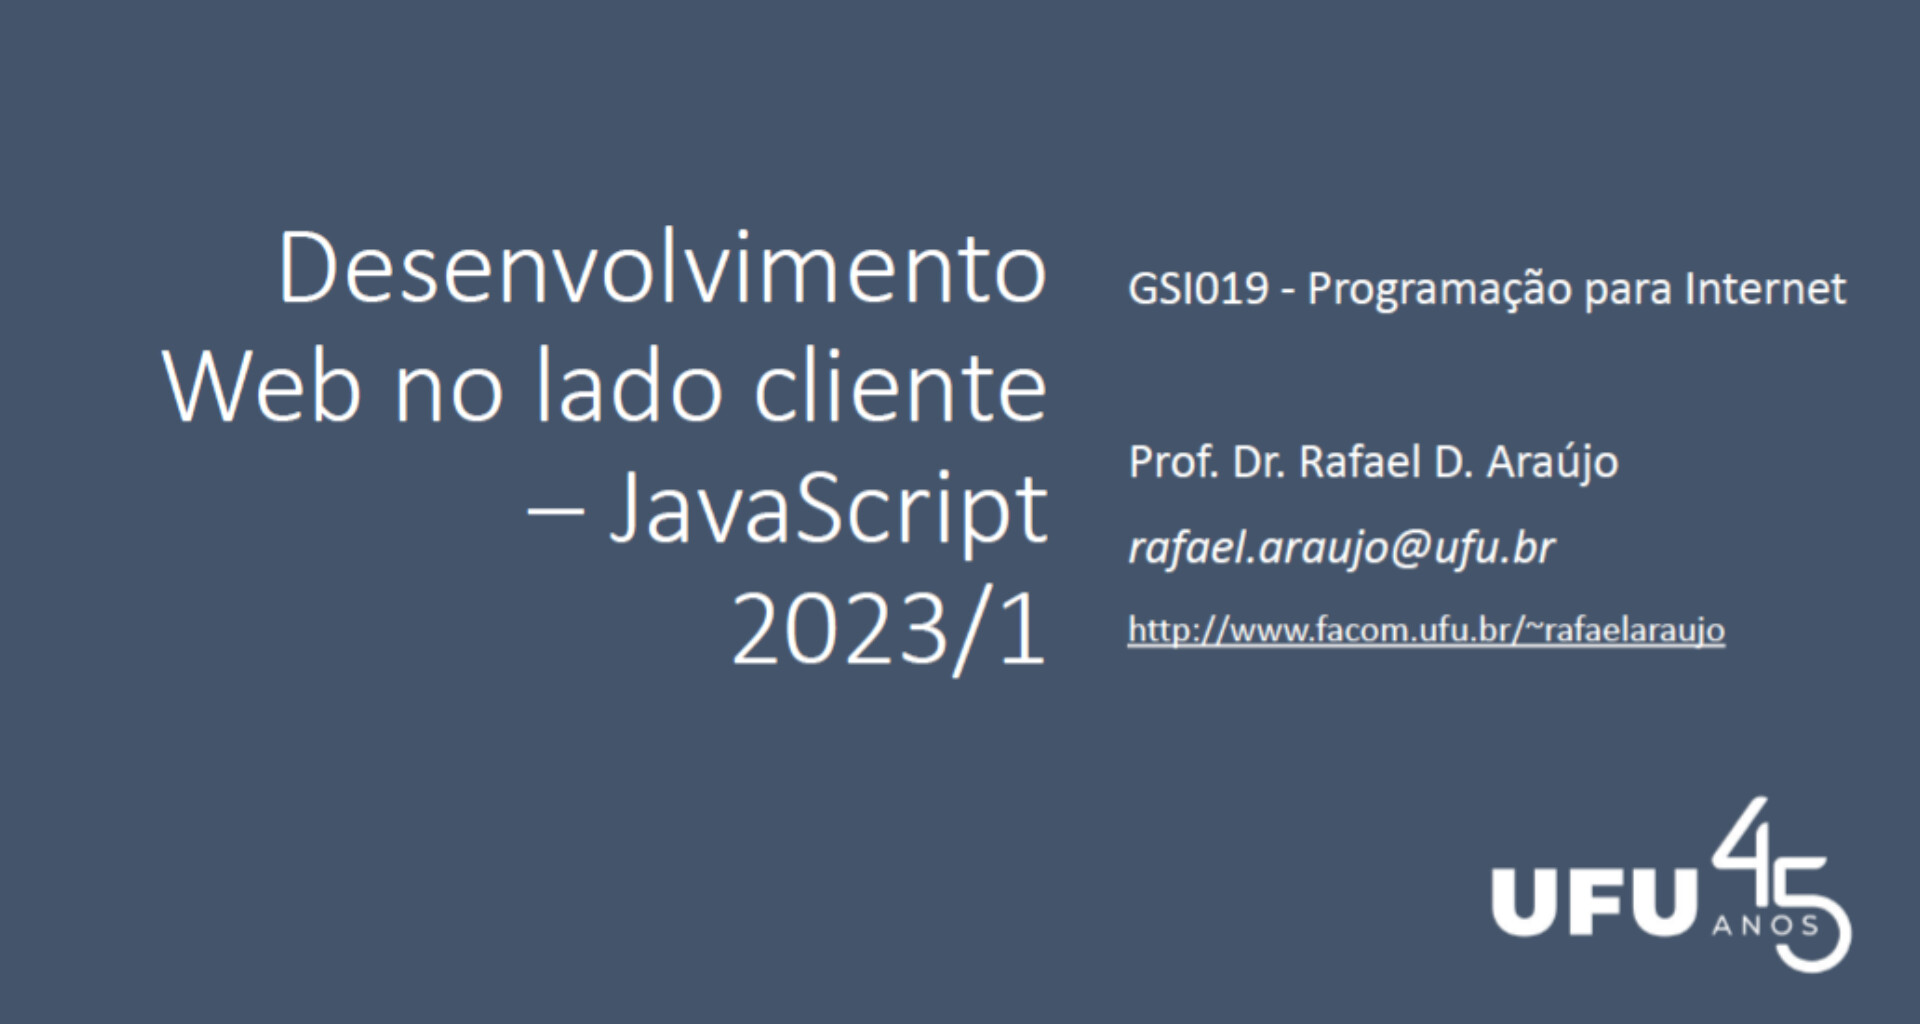 Desenvolvimento
Web no lado cliente
– JavaScript
2023/1
GSI019 - Programação para Internet
Prof. Dr. Rafael D. Araújo
rafael.araujo@ufu.br
http://www.facom.ufu.br/~rafaelaraujo
UFU 45
ANOS